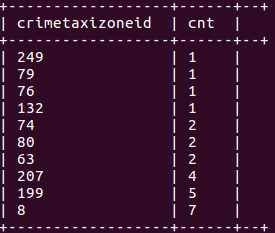 +------------------+------+--+
| crimetaxizoneid | cnt | |
+------------------+------+--+
| 249 | 1 |
| 79 | 1 |
| 76 | 1 |
| 132 | 1 |
| 74 | 2 |
| 80 | 2 |
| 63 | 2 |
| 207 | 4 |
| 199 | 5 |
| 8 | 7 |
+------------------+------+--+